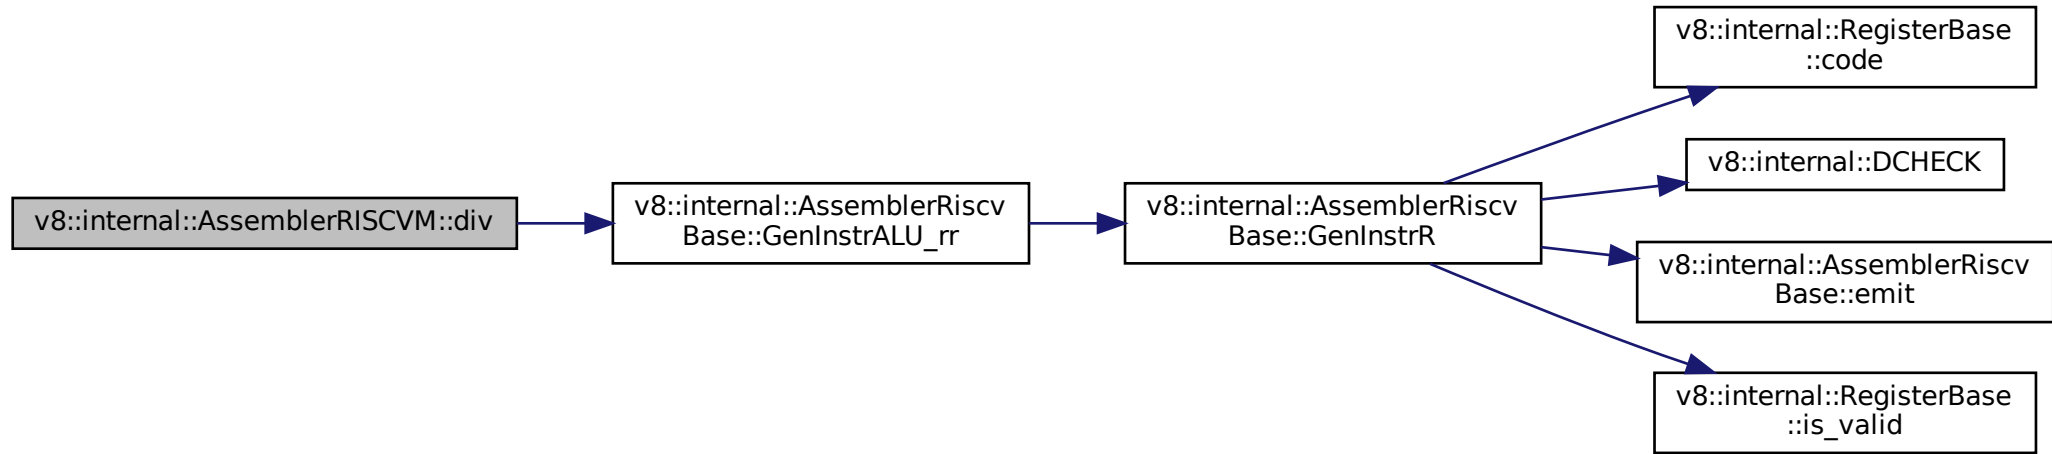 v8::internal::AssemblerRISCVM::div
v8::internal::AssemblerRiscv
Base::GenInstrALU_rr
v8::internal::AssemblerRiscv
Base::GenInstrR
v8::internal::RegisterBase
::code
v8::internal::DCHECK
v8::internal::AssemblerRiscv
Base::emit
v8::internal::RegisterBase
::is_valid